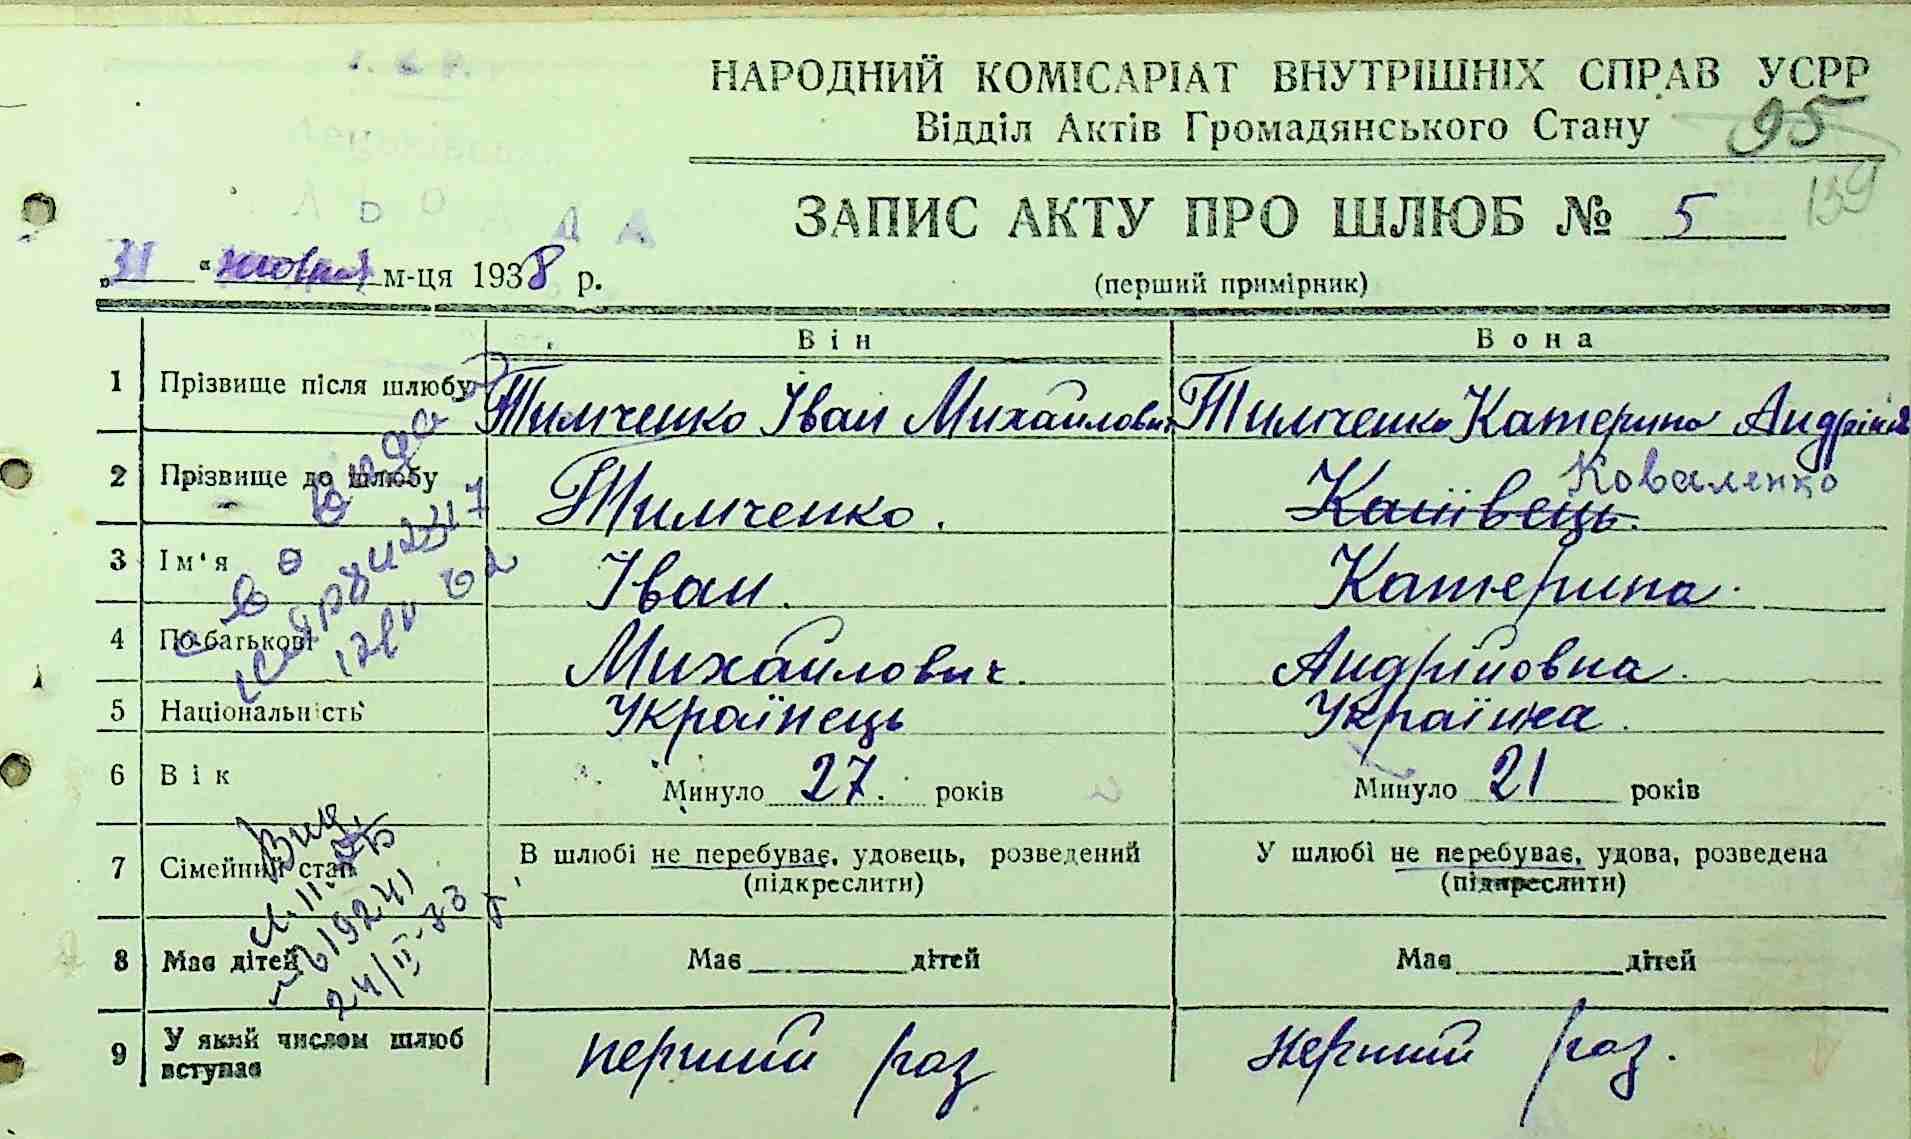 НАРОДНИЙ КОМІСАРІАТ ВНУТРІШНІХ СПРАВ УСРР
Відділ Актів Громадянського Стану
95
139
ЗАПИС АКТУ ПРО ШЛЮБ № 5
„31“ жовтня м-ця 1938 р.
(перший примірник)
Він Вона
1 Прізвище після шлюбу Тимченко Іван Михайлович Тимченко Катерина Андріївна
2 Прізвище до шлюбу Тимченко. Канівець. Коваленко
3 Ім'я Іван. Катерина.
4 По-батькові Михайлович. Андрійовна.
5 Національність Українець Українка.
6 Вік Минуло 27. років Минуло 21 років
7 Сімейний стан В шлюбі не перебуває, удовець, розведений У шлюбі не перебуває, удова, розведена
(підкреслити) (підкреслити)
8 Має дітей Має дітей Має дітей
9 У який числом шлюб вступає перший раз перший раз.